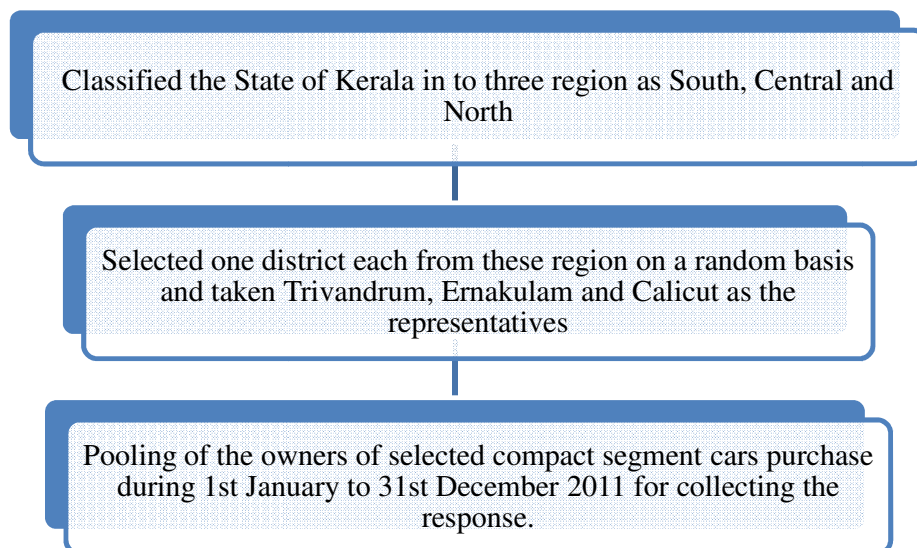 Classified the State of Kerala in to three region as South, Central and
North
Selected one district each from these region on a random basis
and taken Trivandrum, Ernakulam and Calicut as the
representatives
Pooling of the owners of selected compact segment cars purchase
during 1st January to 31st December 2011 for collecting the
response.